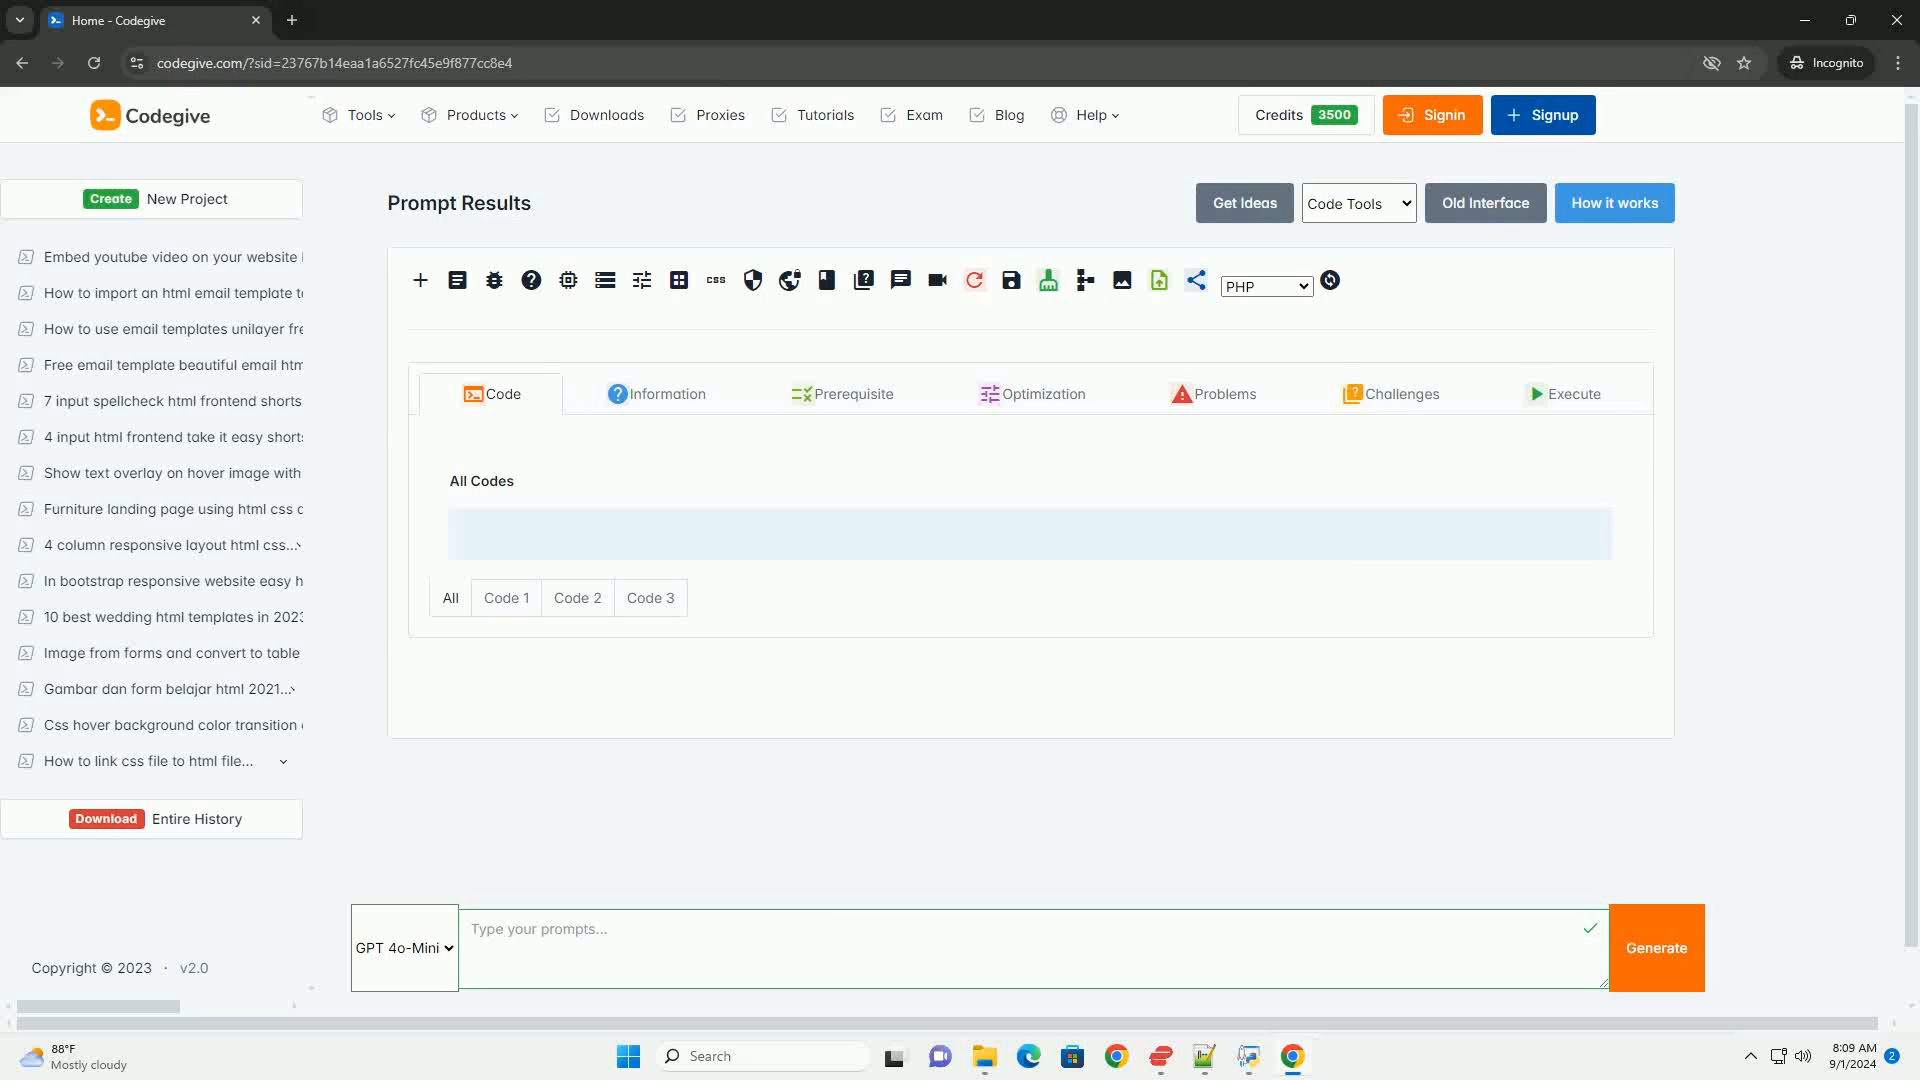 Home - Codegive
codegive.com/?sid=23767b14eaa1a6527fc45e9f877cc8e4
Incognito
Codegive
Tools
Products
Downloads
Proxies
Tutorials
Exam
Blog
Help
Credits 3500
Signin
Signup
Create New Project
Embed youtube video on your website
How to import an html email template to
How to use email templates unilayer fre
Free email template beautiful email htm
7 input spellcheck html frontend shorts
4 input html frontend take it easy shorts
Show text overlay on hover image with
Furniture landing page using html css a
4 column responsive layout html css...
In bootstrap responsive website easy h
10 best wedding html templates in 2023
Image from forms and convert to table
Gambar dan form belajar html 2021...
Css hover background color transition
How to link css file to html file...
Download Entire History
Copyright © 2023 · v2.0
Prompt Results
Get Ideas
Code Tools
Old Interface
How it works
css
PHP
Code
Information
Prerequisite
Optimization
Problems
Challenges
Execute
All Codes
All
Code 1
Code 2
Code 3
GPT 4o-Mini
Type your prompts...
Generate
88°F
Mostly cloudy
Search
8:09 AM
9/1/2024
2